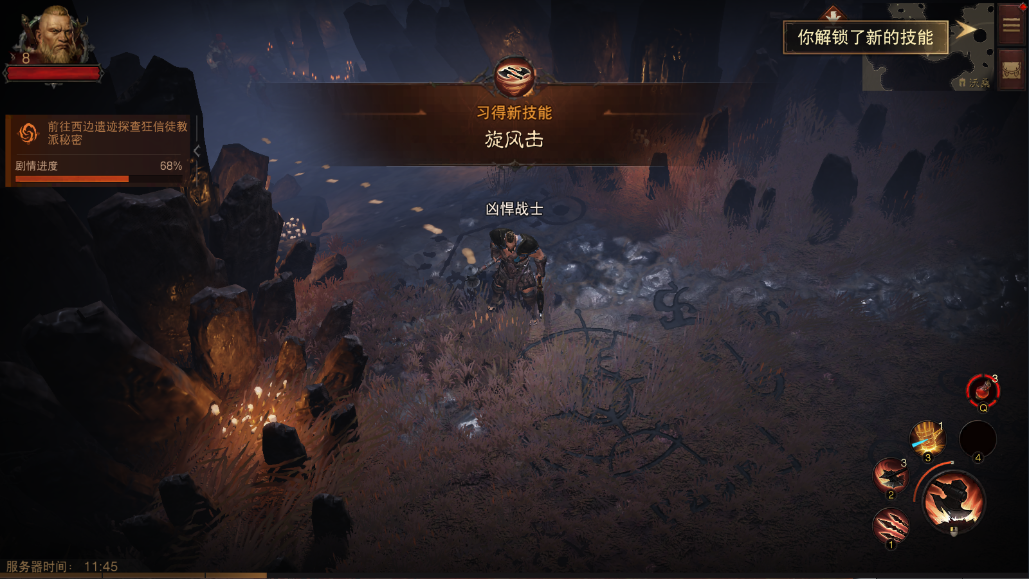 8
你解锁了新的技能
习得新技能
旋风击
前往西边遗迹探查狂信徒教
派秘密
剧情进度
68%
凶悍战士
3
Q
1
3
4
3
2
1
服务器时间： 11:45